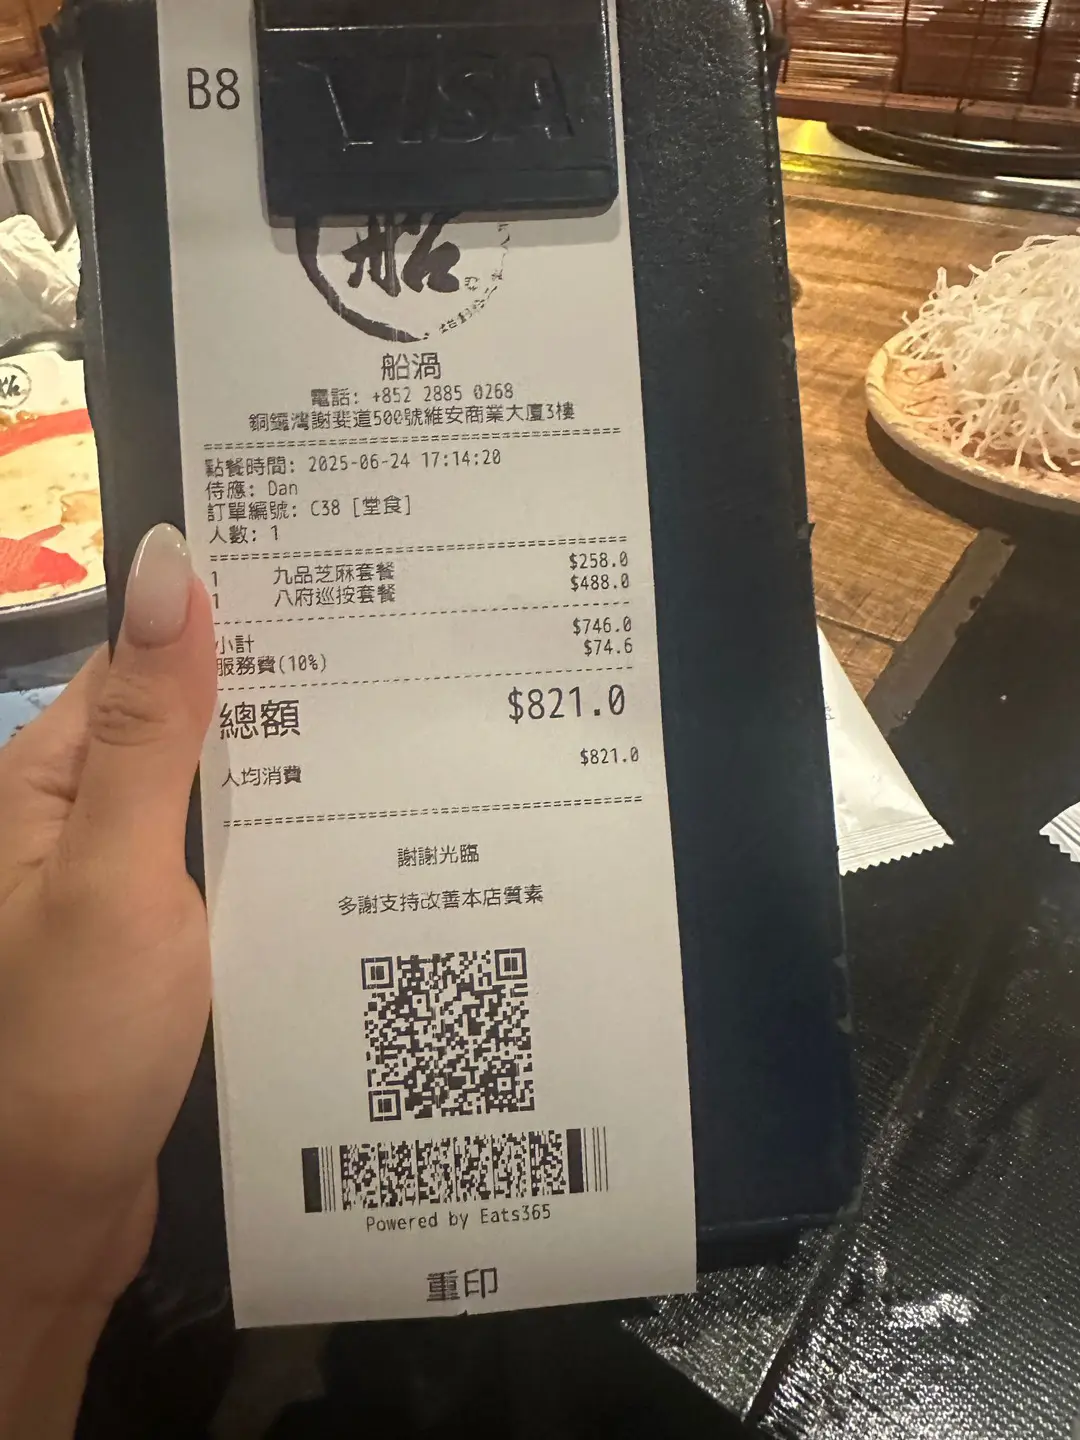 B8
VISA
船
船渦
電話: +852 2885 0268
銅鑼灣謝斐道500號維安商業大廈3樓
點餐時間: 2025-06-24 17:14:20
侍應: Dan
訂單編號: C38 [堂食]
人數: 1
1 九品芝麻套餐 $258.0
1 八府巡按套餐 $488.0
小計 $746.0
服務費(10%) $74.6
總額 $821.0
人均消費 $821.0
謝謝光臨
多謝支持改善本店質素
Powered by Eats365
重印